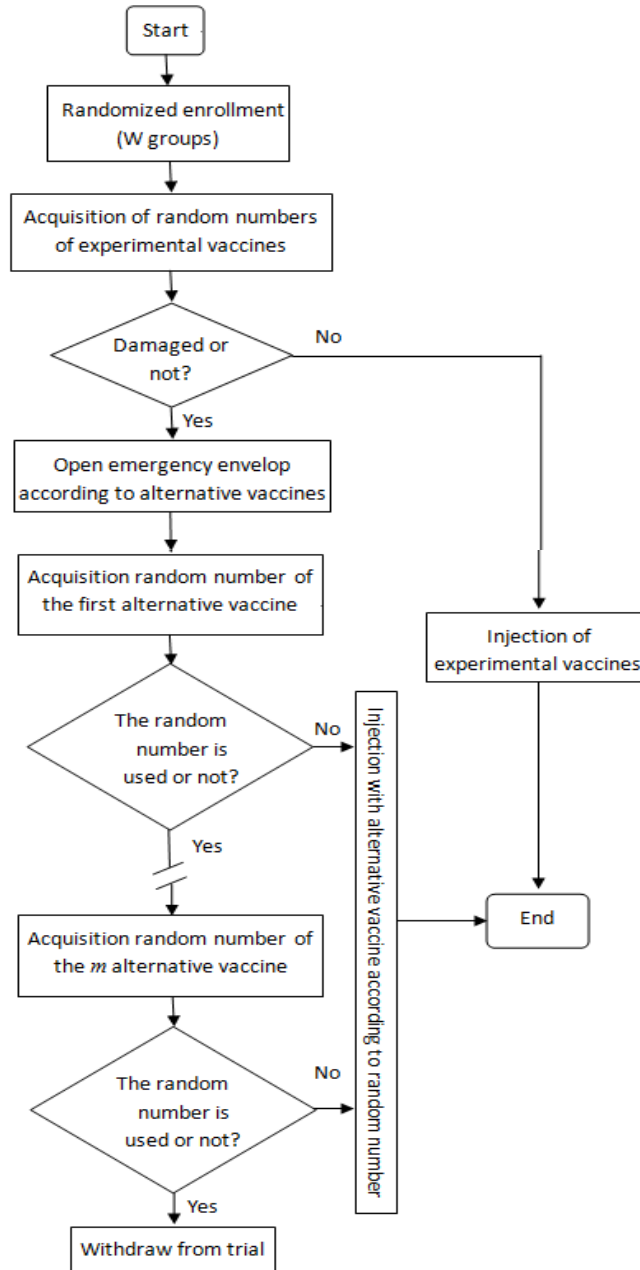 Start
Randomized enrollment
(W groups)
Acquisition of random numbers
of experimental vaccines
Damaged or
not?
No
Yes
Open emergency envelop
according to alternative vaccines
Acquisition random number of
the first alternative vaccine
Injection of
experimental vaccines
The random
number is
used or not?
No
Injection with alternative vaccine according to random number
Yes
End
Acquisition random number of
the m alternative vaccine
The random
number is
used or not?
No
Yes
Withdraw from trial